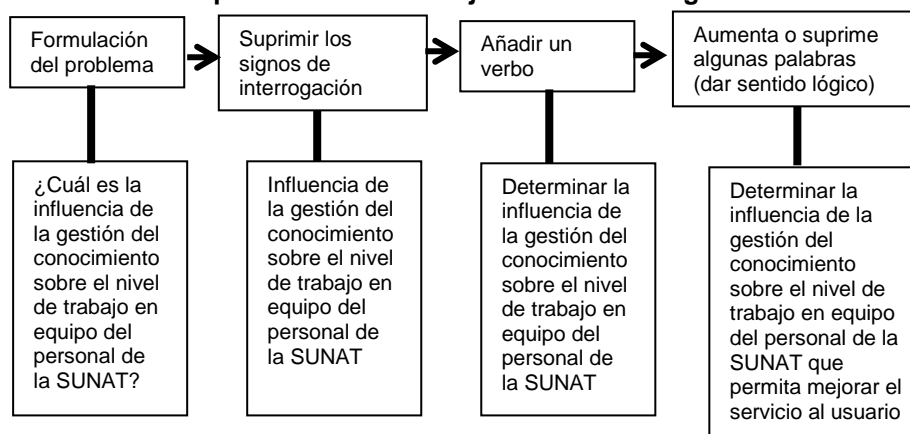 Formulación
del problema
Suprimir los
signos de
interrogación
Añadir un
verbo
Aumenta o suprime
algunas palabras
(dar sentido lógico)
¿Cuál es la
influencia de
la gestión del
conocimiento
sobre el nivel
de trabajo en
equipo del
personal de
la SUNAT?
Influencia de
la gestión del
conocimiento
sobre el nivel
de trabajo en
equipo del
personal de
la SUNAT
Determinar la
influencia de
la gestión del
conocimiento
sobre el nivel
de trabajo en
equipo del
personal de
la SUNAT
Determinar la
influencia de la
gestión del
conocimiento
sobre el nivel de
trabajo en equipo
del personal de la
SUNAT que
permita mejorar el
servicio al usuario